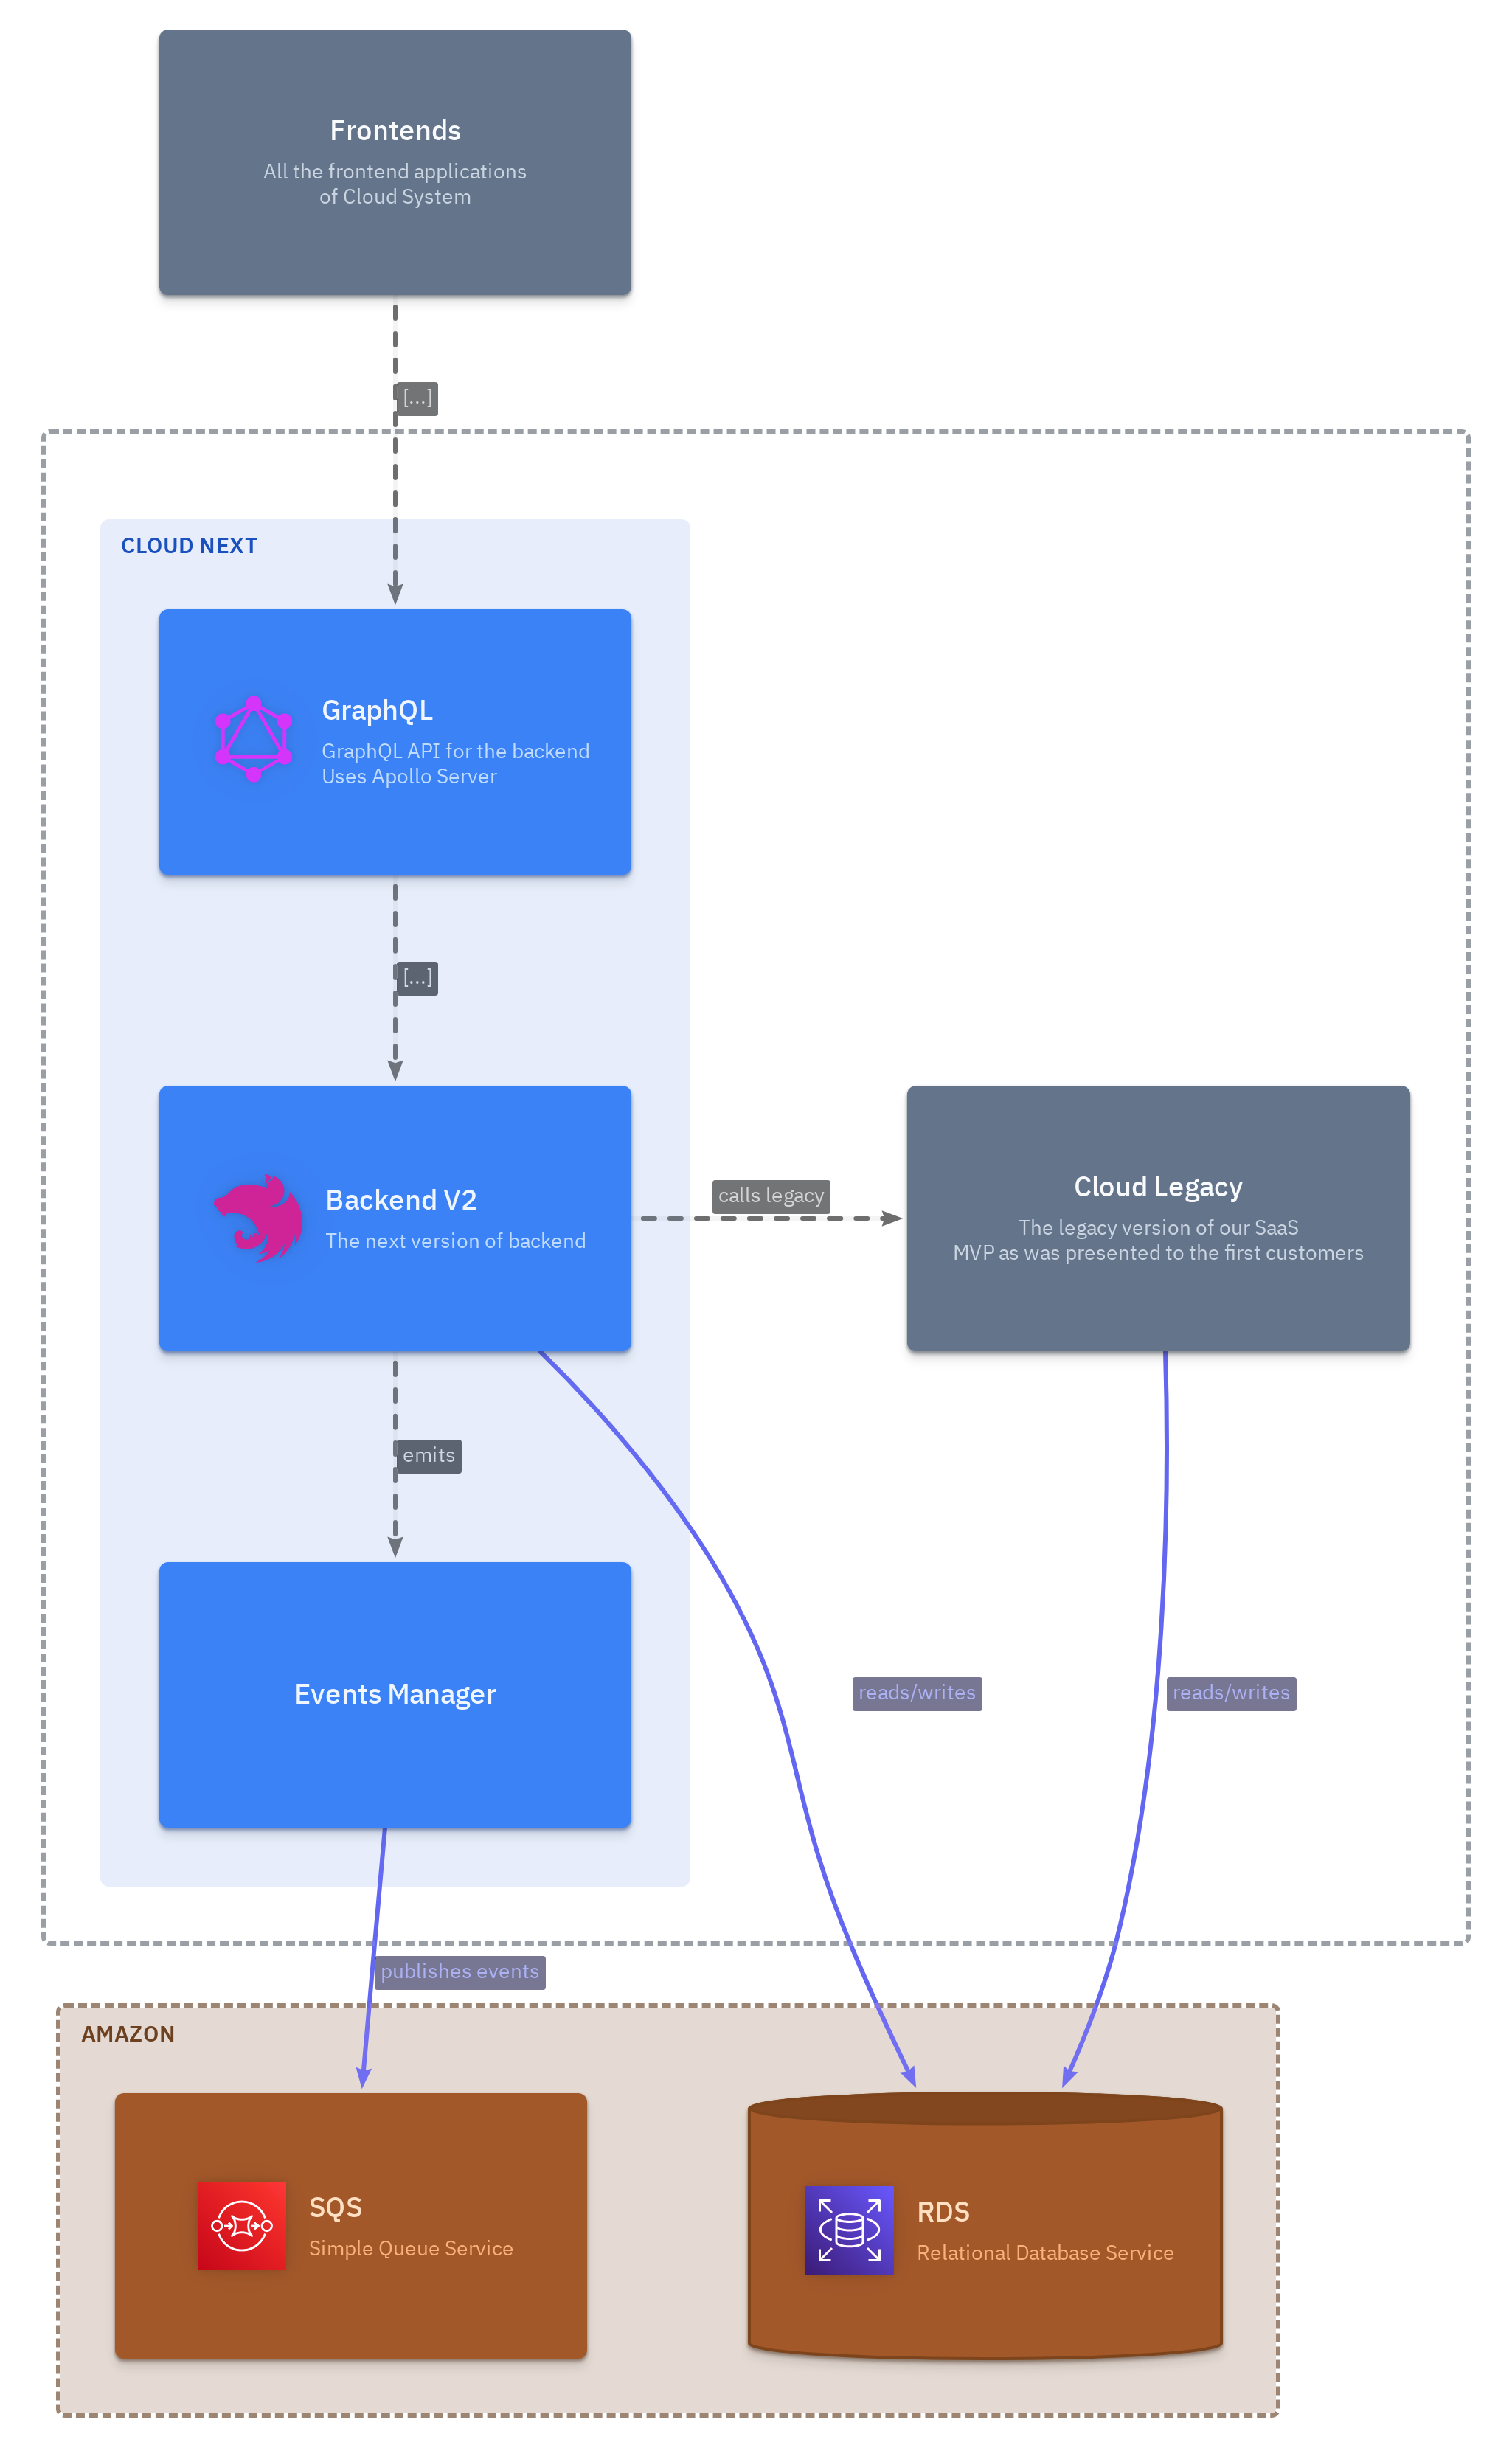 Frontends
All the frontend applications
of Cloud System
[...]
CLOUD NEXT
GraphQL
GraphQL API for the backend
Uses Apollo Server
[...]
Backend V2
The next version of backend
calls legacy
Cloud Legacy
The legacy version of our SaaS
MVP as was presented to the first customers
emits
Events Manager
reads/writes
reads/writes
publishes events
AMAZON
SQS
Simple Queue Service
RDS
Relational Database Service